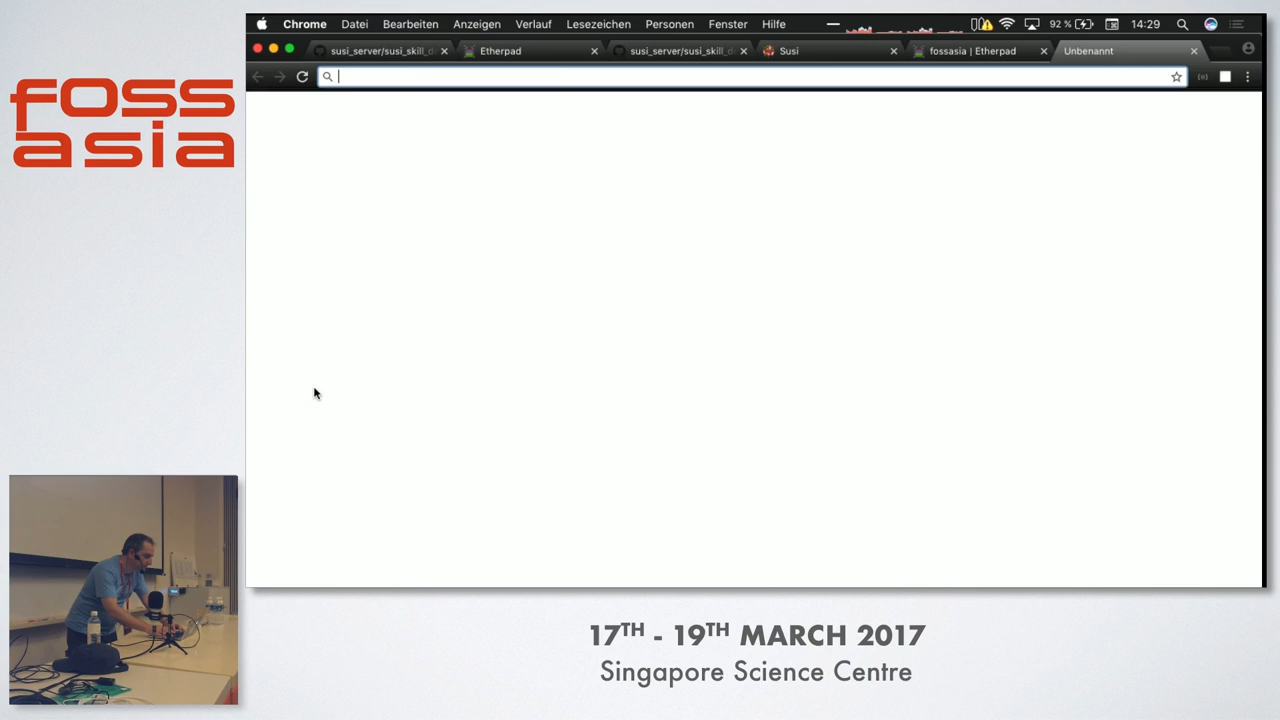 foss
asia
Chrome Datei Bearbeiten Anzeigen Verlauf Lesezeichen Personen Fenster Hilfe 92 % 14:29
susi_server/susi_skill_d Etherpad susi_server/susi_skill_d Susi fossasia | Etherpad Unbenannt
17TH - 19TH MARCH 2017
Singapore Science Centre